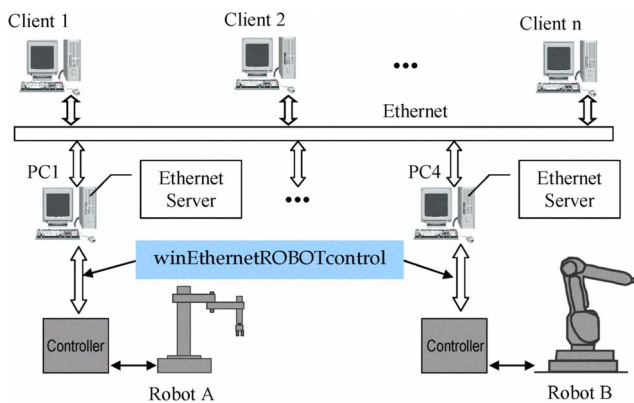 Client 1
Client 2
Client n
...
Ethernet
PC1
Ethernet
Server
...
PC4
Ethernet
Server
winEthernetROBOTcontrol
Controller
Controller
Robot A
Robot B